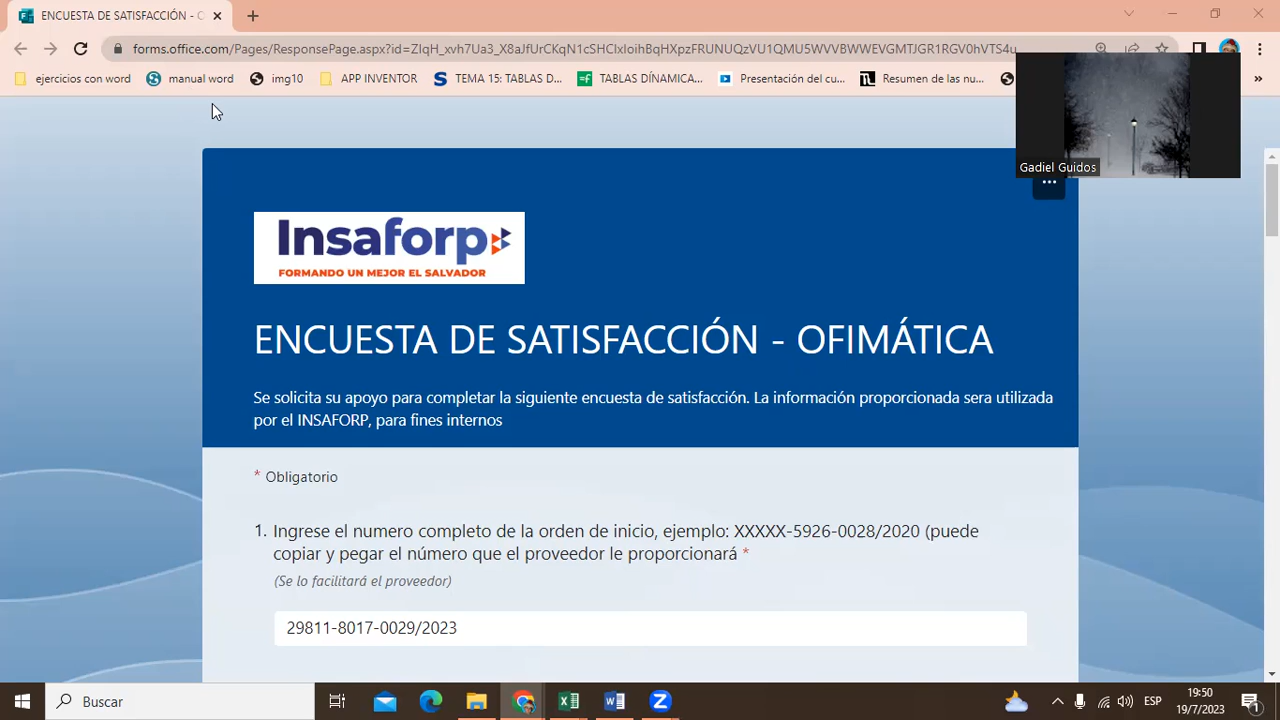 ENCUESTA DE SATISFACCIÓN - O
forms.office.com/Pages/ResponsePage.aspx?id=ZIqH_xvh7Ua3_X8aJfUrCKqN1cSHCIxIoihBqHXpzFRUNUQzVU1QMU5WVVBWWEVGMTJGR1RGV0hVTS4u
ejercicios con word
manual word
img10
APP INVENTOR
TEMA 15: TABLAS D...
TABLAS DÍNAMICA...
Presentación del cu...
Resumen de las nu...
»
Gadiel Guidos
Insaforp
FORMANDO UN MEJOR EL SALVADOR
ENCUESTA DE SATISFACCIÓN - OFIMÁTICA
Se solicita su apoyo para completar la siguiente encuesta de satisfacción. La información proporcionada sera utilizada
por el INSAFORP, para fines internos
* Obligatorio
1. Ingrese el numero completo de la orden de inicio, ejemplo: XXXXX-5926-0028/2020 (puede
copiar y pegar el número que el proveedor le proporcionará *
(Se lo facilitará el proveedor)
29811-8017-0029/2023
Buscar
ESP
19:50
19/7/2023
1